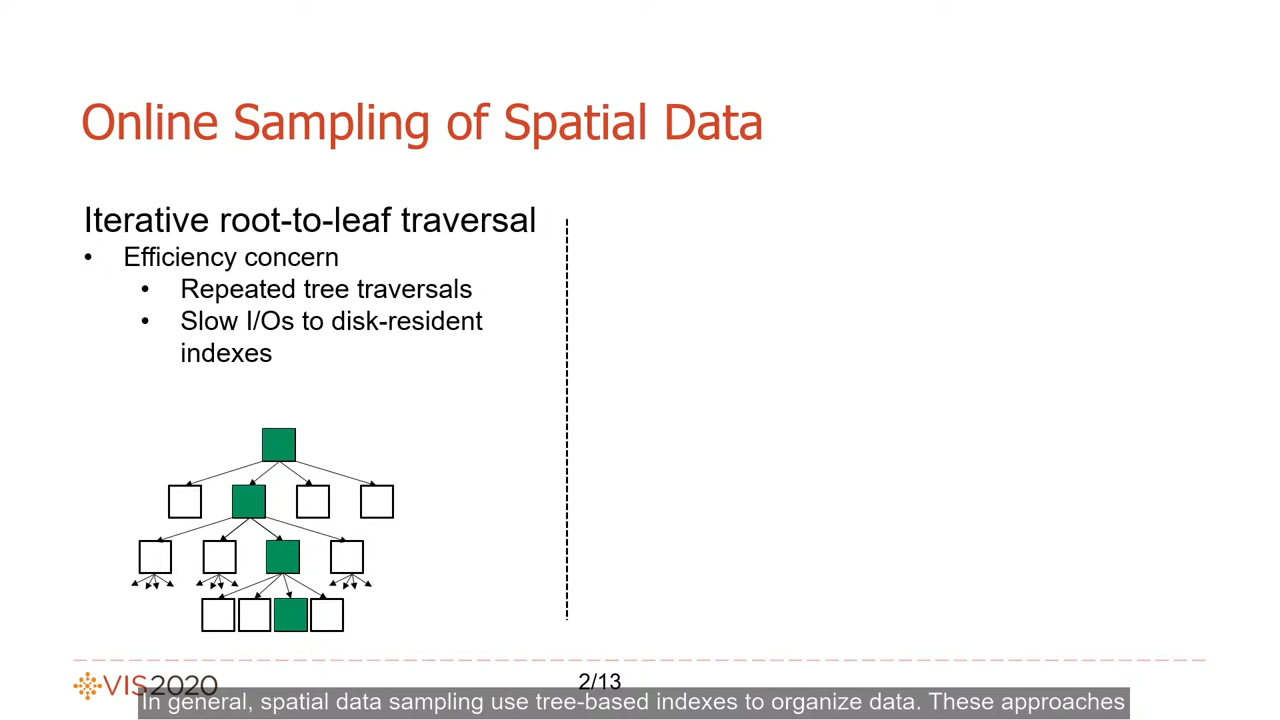 Online Sampling of Spatial Data
Iterative root-to-leaf traversal
• Efficiency concern
• Repeated tree traversals
• Slow I/Os to disk-resident
indexes
VIS2020
2/13
In general, spatial data sampling use tree-based indexes to organize data. These approaches